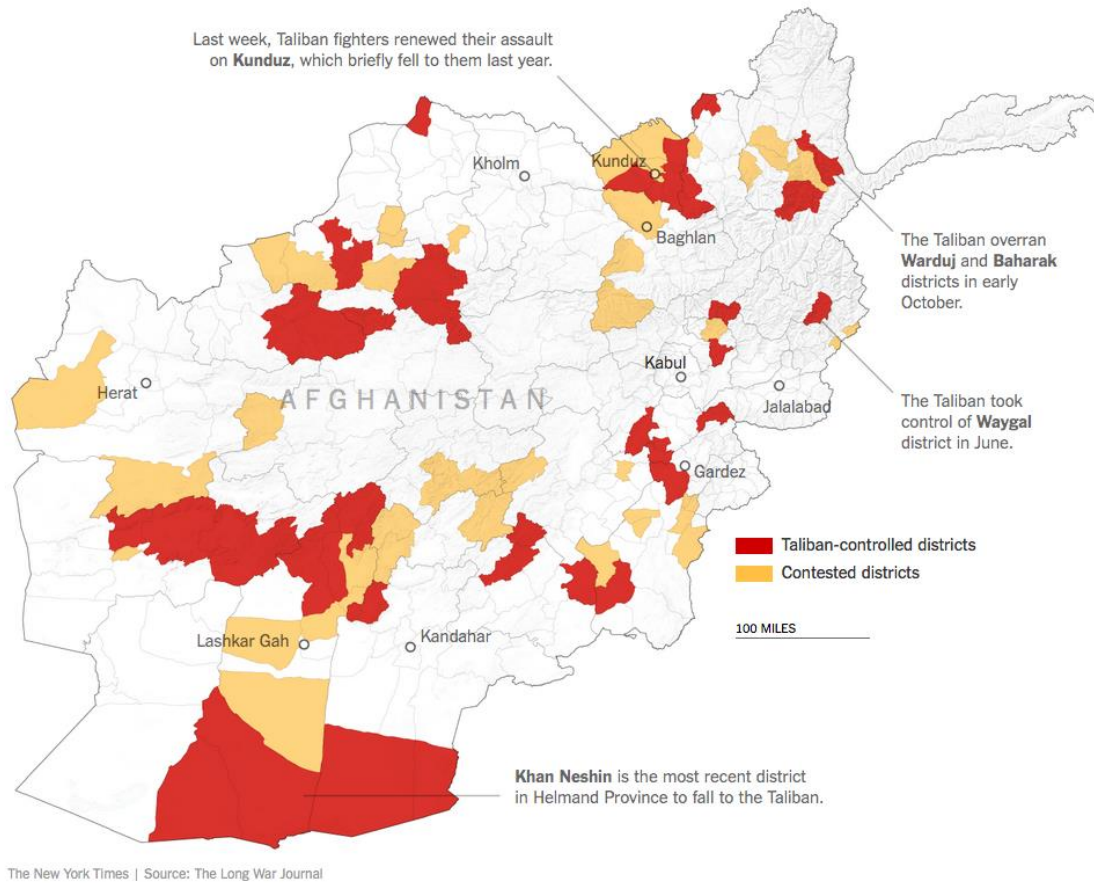 Last week, Taliban fighters renewed their assault
on Kunduz, which briefly fell to them last year.
Kholm
Kunduz
Baghlan
The Taliban overran
Warduj and Baharak
districts in early
October.
Herat
AFGHANISTAN
Kabul
Jalalabad
The Taliban took
control of Waygal
district in June.
Gardez
Taliban-controlled districts
Contested districts
100 MILES
Lashkar Gah
Kandahar
Khan Neshin is the most recent district
in Helmand Province to fall to the Taliban.
The New York Times | Source: The Long War Journal